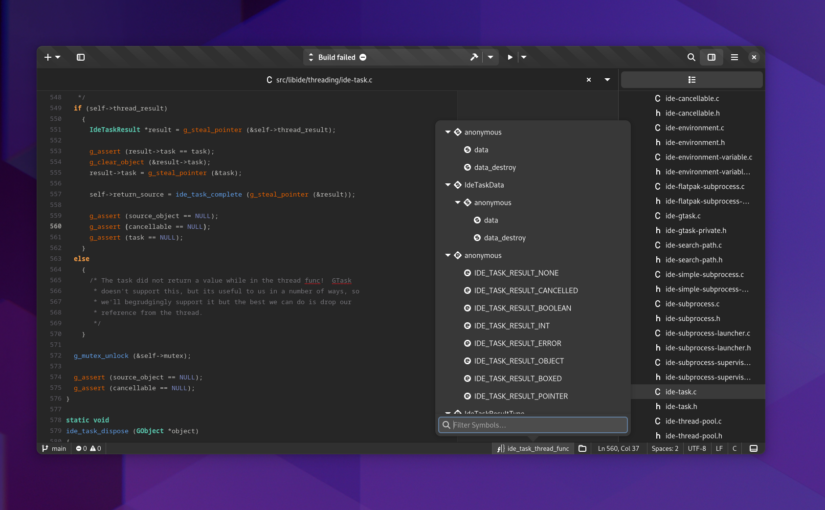 Build failed
src/libide/threading/ide-task.c
548 */
549 if (self->thread_result)
550 {
551 IdeTaskResult *result = g_steal_pointer (&self->thread_result);
552
553 g_assert (result->task == task);
554 g_clear_object (&result->task);
555 result->task = g_steal_pointer (&task);
556
557 self->return_source = ide_task_complete (g_steal_pointer (&result));
558
559 g_assert (source_object == NULL);
560 g_assert (cancellable == NULL);
561 g_assert (task == NULL);
562 }
563 else
564 {
565 /* The task did not return a value while in the thread func! GTask
566 * doesn't support this, but its useful to us in a number of ways, so
567 * we'll begrudgingly support it but the best we can do is drop our
568 * reference from the thread.
569 */
570 }
571
572 g_mutex_unlock (&self->mutex);
573
574 g_assert (source_object == NULL);
575 g_assert (cancellable == NULL);
576 }
577
578 static void
579 ide_task_dispose (GObject *object)
580 {
anonymous
data
data_destroy
IdeTaskData
anonymous
data
data_destroy
anonymous
IDE_TASK_RESULT_NONE
IDE_TASK_RESULT_CANCELLED
IDE_TASK_RESULT_BOOLEAN
IDE_TASK_RESULT_INT
IDE_TASK_RESULT_ERROR
IDE_TASK_RESULT_OBJECT
IDE_TASK_RESULT_BOXED
IDE_TASK_RESULT_POINTER
IdeTaskResultType
Filter Symbols...
C ide-cancellable.c
h ide-cancellable.h
C ide-environment.c
h ide-environment.h
C ide-environment-variable.c
h ide-environment-variabl...
C ide-flatpak-subprocess.c
h ide-flatpak-subprocess-...
C ide-gtask.c
h ide-gtask-private.h
C ide-search-path.c
h ide-search-path.h
C ide-simple-subprocess.c
h ide-simple-subprocess-...
C ide-subprocess.c
h ide-subprocess.h
C ide-subprocess-launcher.c
h ide-subprocess-launcher.h
C ide-subprocess-supervis...
h ide-subprocess-supervis...
C ide-task.c
h ide-task.h
C ide-thread-pool.c
h ide-thread-pool.h
main 0 0 ide_task_thread_func Ln 560, Col 37 Spaces: 2 UTF-8 LF C